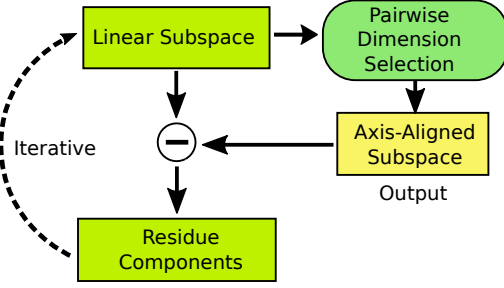 Linear Subspace
Pairwise
Dimension
Selection
Axis-Aligned
Subspace
Output
Iterative
Residue
Components